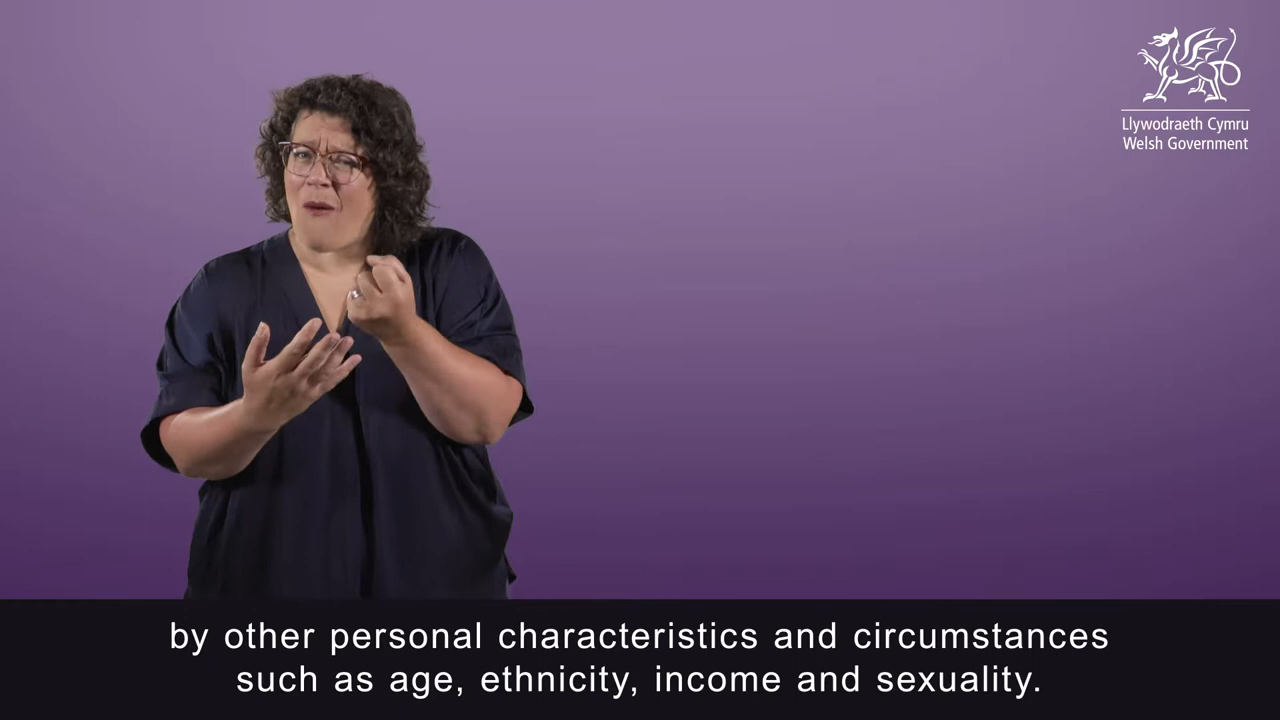 Llywodraeth Cymru
Welsh Government
by other personal characteristics and circumstances
such as age, ethnicity, income and sexuality.